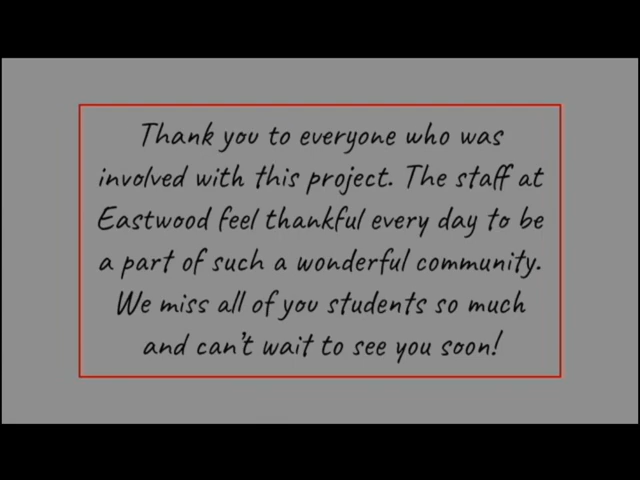 Thank you to everyone who was
involved with this project. The staff at
Eastwood feel thankful every day to be
a part of such a wonderful community.
We miss all of you students so much
and can't wait to see you soon!